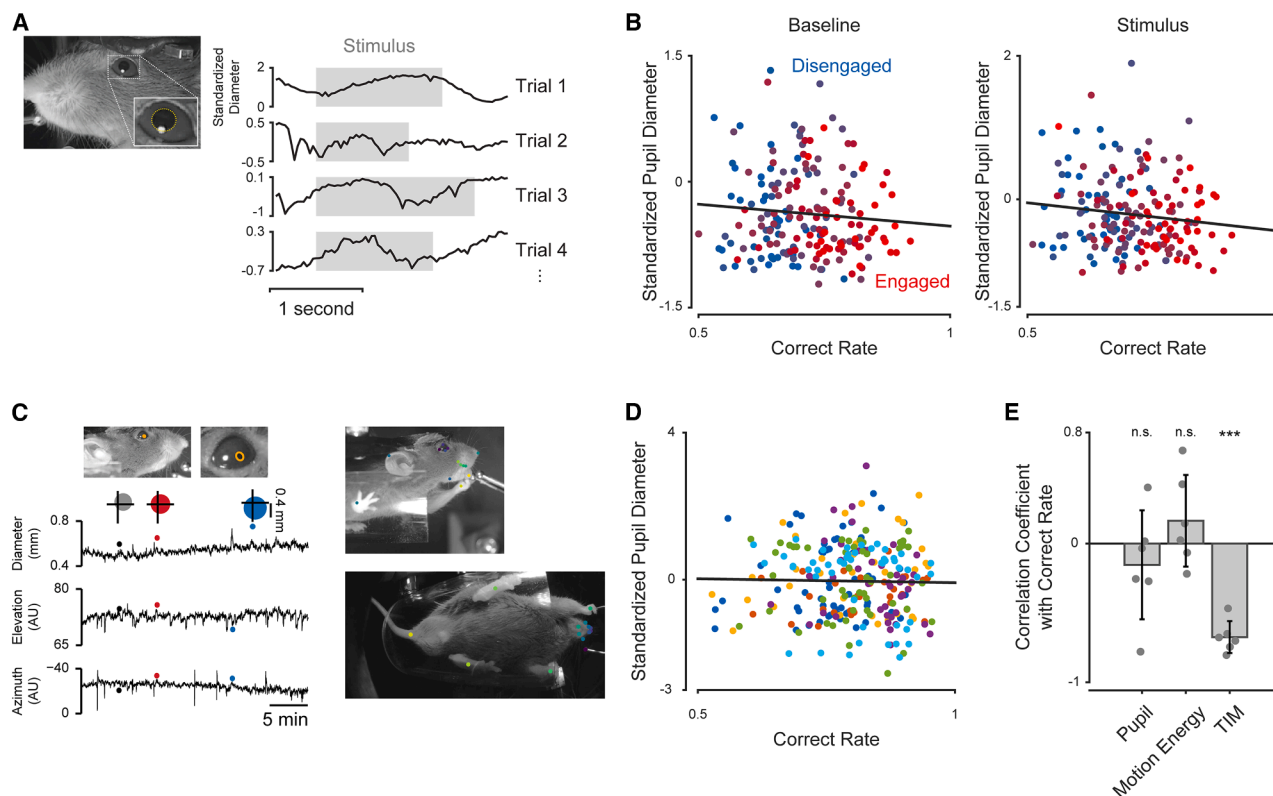 A
Stimulus
Standardized
Diameter
2
0
Trial 1
0.5
-0.5
Trial 2
0.1
-1
Trial 3
0.3
-0.7
Trial 4
⋮
1 second
B
Baseline
Standardized Pupil Diameter
1.5
0
-1.5
Disengaged
Engaged
0.5
1
Correct Rate
Stimulus
Standardized Pupil Diameter
2
0
-1.5
0.5
Correct Rate
C
0.4 mm
Diameter
(mm)
0.8
0.4
Elevation
(AU)
80
65
Azimuth
(AU)
−40
0
5 min
D
Standardized Pupil Diameter
4
0
-3
0.5
1
Correct Rate
E
Correlation Coefficient
with Correct Rate
0.8
0
-1
n.s.
n.s.
***
Pupil
Motion Energy
TIM